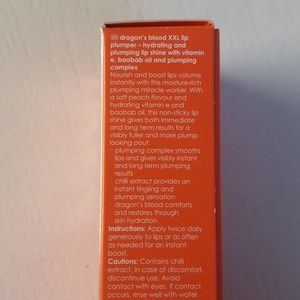 dragon's blood XXL lip
plumper – hydrating and
plumping lip shine with vitamin
e, baobab oil and plumping
complex
Nourish and boost lips volume
instantly with this moisture-rich
plumping miracle worker. With
a soft peach flavour and
hydrating vitamin e and
baobab oil, this non-sticky lip
shine gives both immediate
and long term results for a
visibly fuller and more plump
looking pout.
- plumping complex smooths
lips and gives visibly instant
and long term plumping
results
- chilli extract provides an
instant tingling and
plumping sensation
- dragon's blood comforts
and restores through
skin hydration
Instructions: Apply twice daily
generously to lips or as often
as needed for an instant
boost.
Cautions: Contains chilli
extract. In case of discomfort,
discontinue use. Avoid
contact with eyes. If contact
occurs, rinse well with water